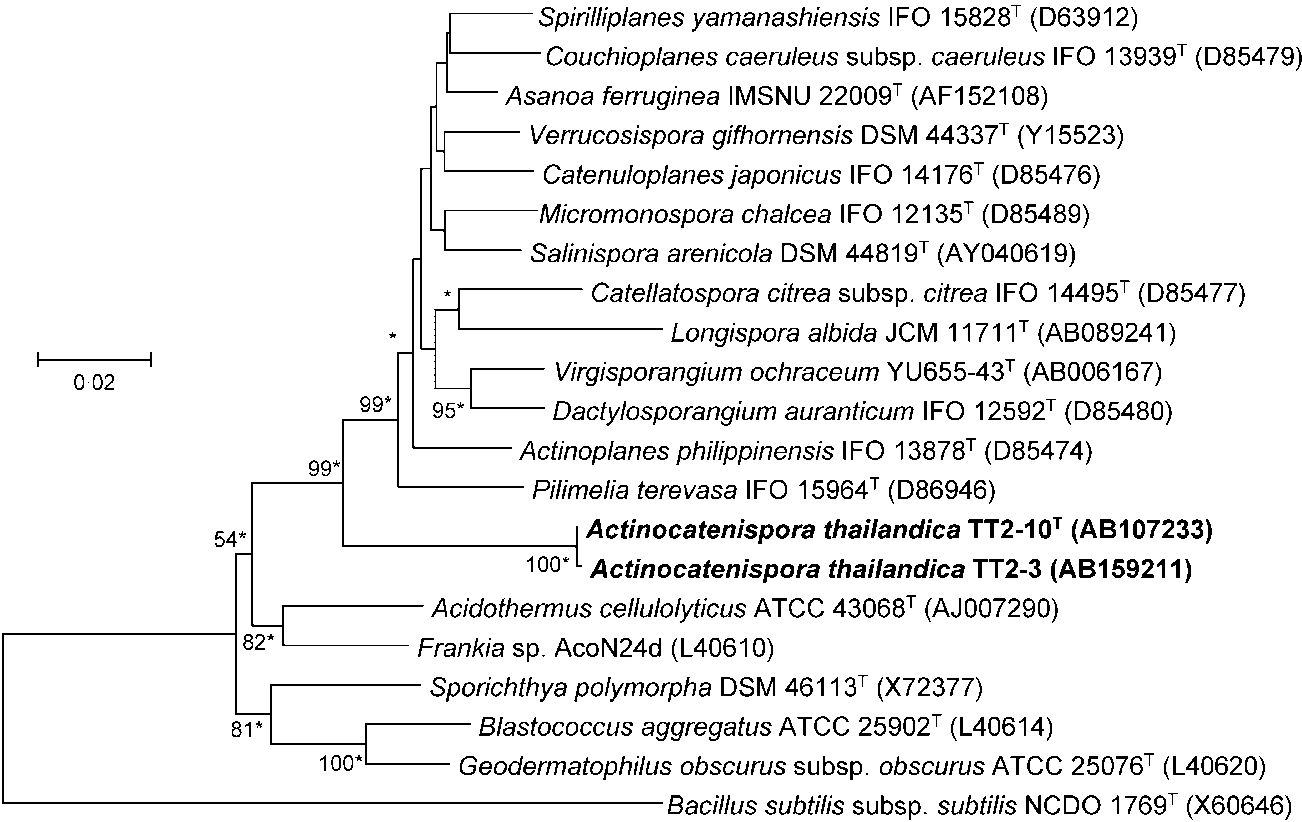 Spirilliplanes yamanashiensis IFO 15828ᵀ (D63912)
Couchioplanes caeruleus subsp. caeruleus IFO 13939ᵀ (D85479)
Asanoa ferruginea IMSNU 22009ᵀ (AF152108)
Verrucosispora gifhornensis DSM 44337ᵀ (Y15523)
Catenuloplanes japonicus IFO 14176ᵀ (D85476)
Micromonospora chalcea IFO 12135ᵀ (D85489)
Salinispora arenicola DSM 44819ᵀ (AY040619)
*
Catellatospora citrea subsp. citrea IFO 14495ᵀ (D85477)
*
Longispora albida JCM 11711ᵀ (AB089241)
0·02
Virgisporangium ochraceum YU655-43ᵀ (AB006167)
99*
95*
Dactylosporangium auranticum IFO 12592ᵀ (D85480)
Actinoplanes philippinensis IFO 13878ᵀ (D85474)
99*
Pilimelia terevasa IFO 15964ᵀ (D86946)
Actinocatenispora thailandica TT2-10ᵀ (AB107233)
54*
100*
Actinocatenispora thailandica TT2-3 (AB159211)
Acidothermus cellulolyticus ATCC 43068ᵀ (AJ007290)
82*
Frankia sp. AcoN24d (L40610)
Sporichthya polymorpha DSM 46113ᵀ (X72377)
81*
Blastococcus aggregatus ATCC 25902ᵀ (L40614)
100*
Geodermatophilus obscurus subsp. obscurus ATCC 25076ᵀ (L40620)
Bacillus subtilis subsp. subtilis NCDO 1769ᵀ (X60646)